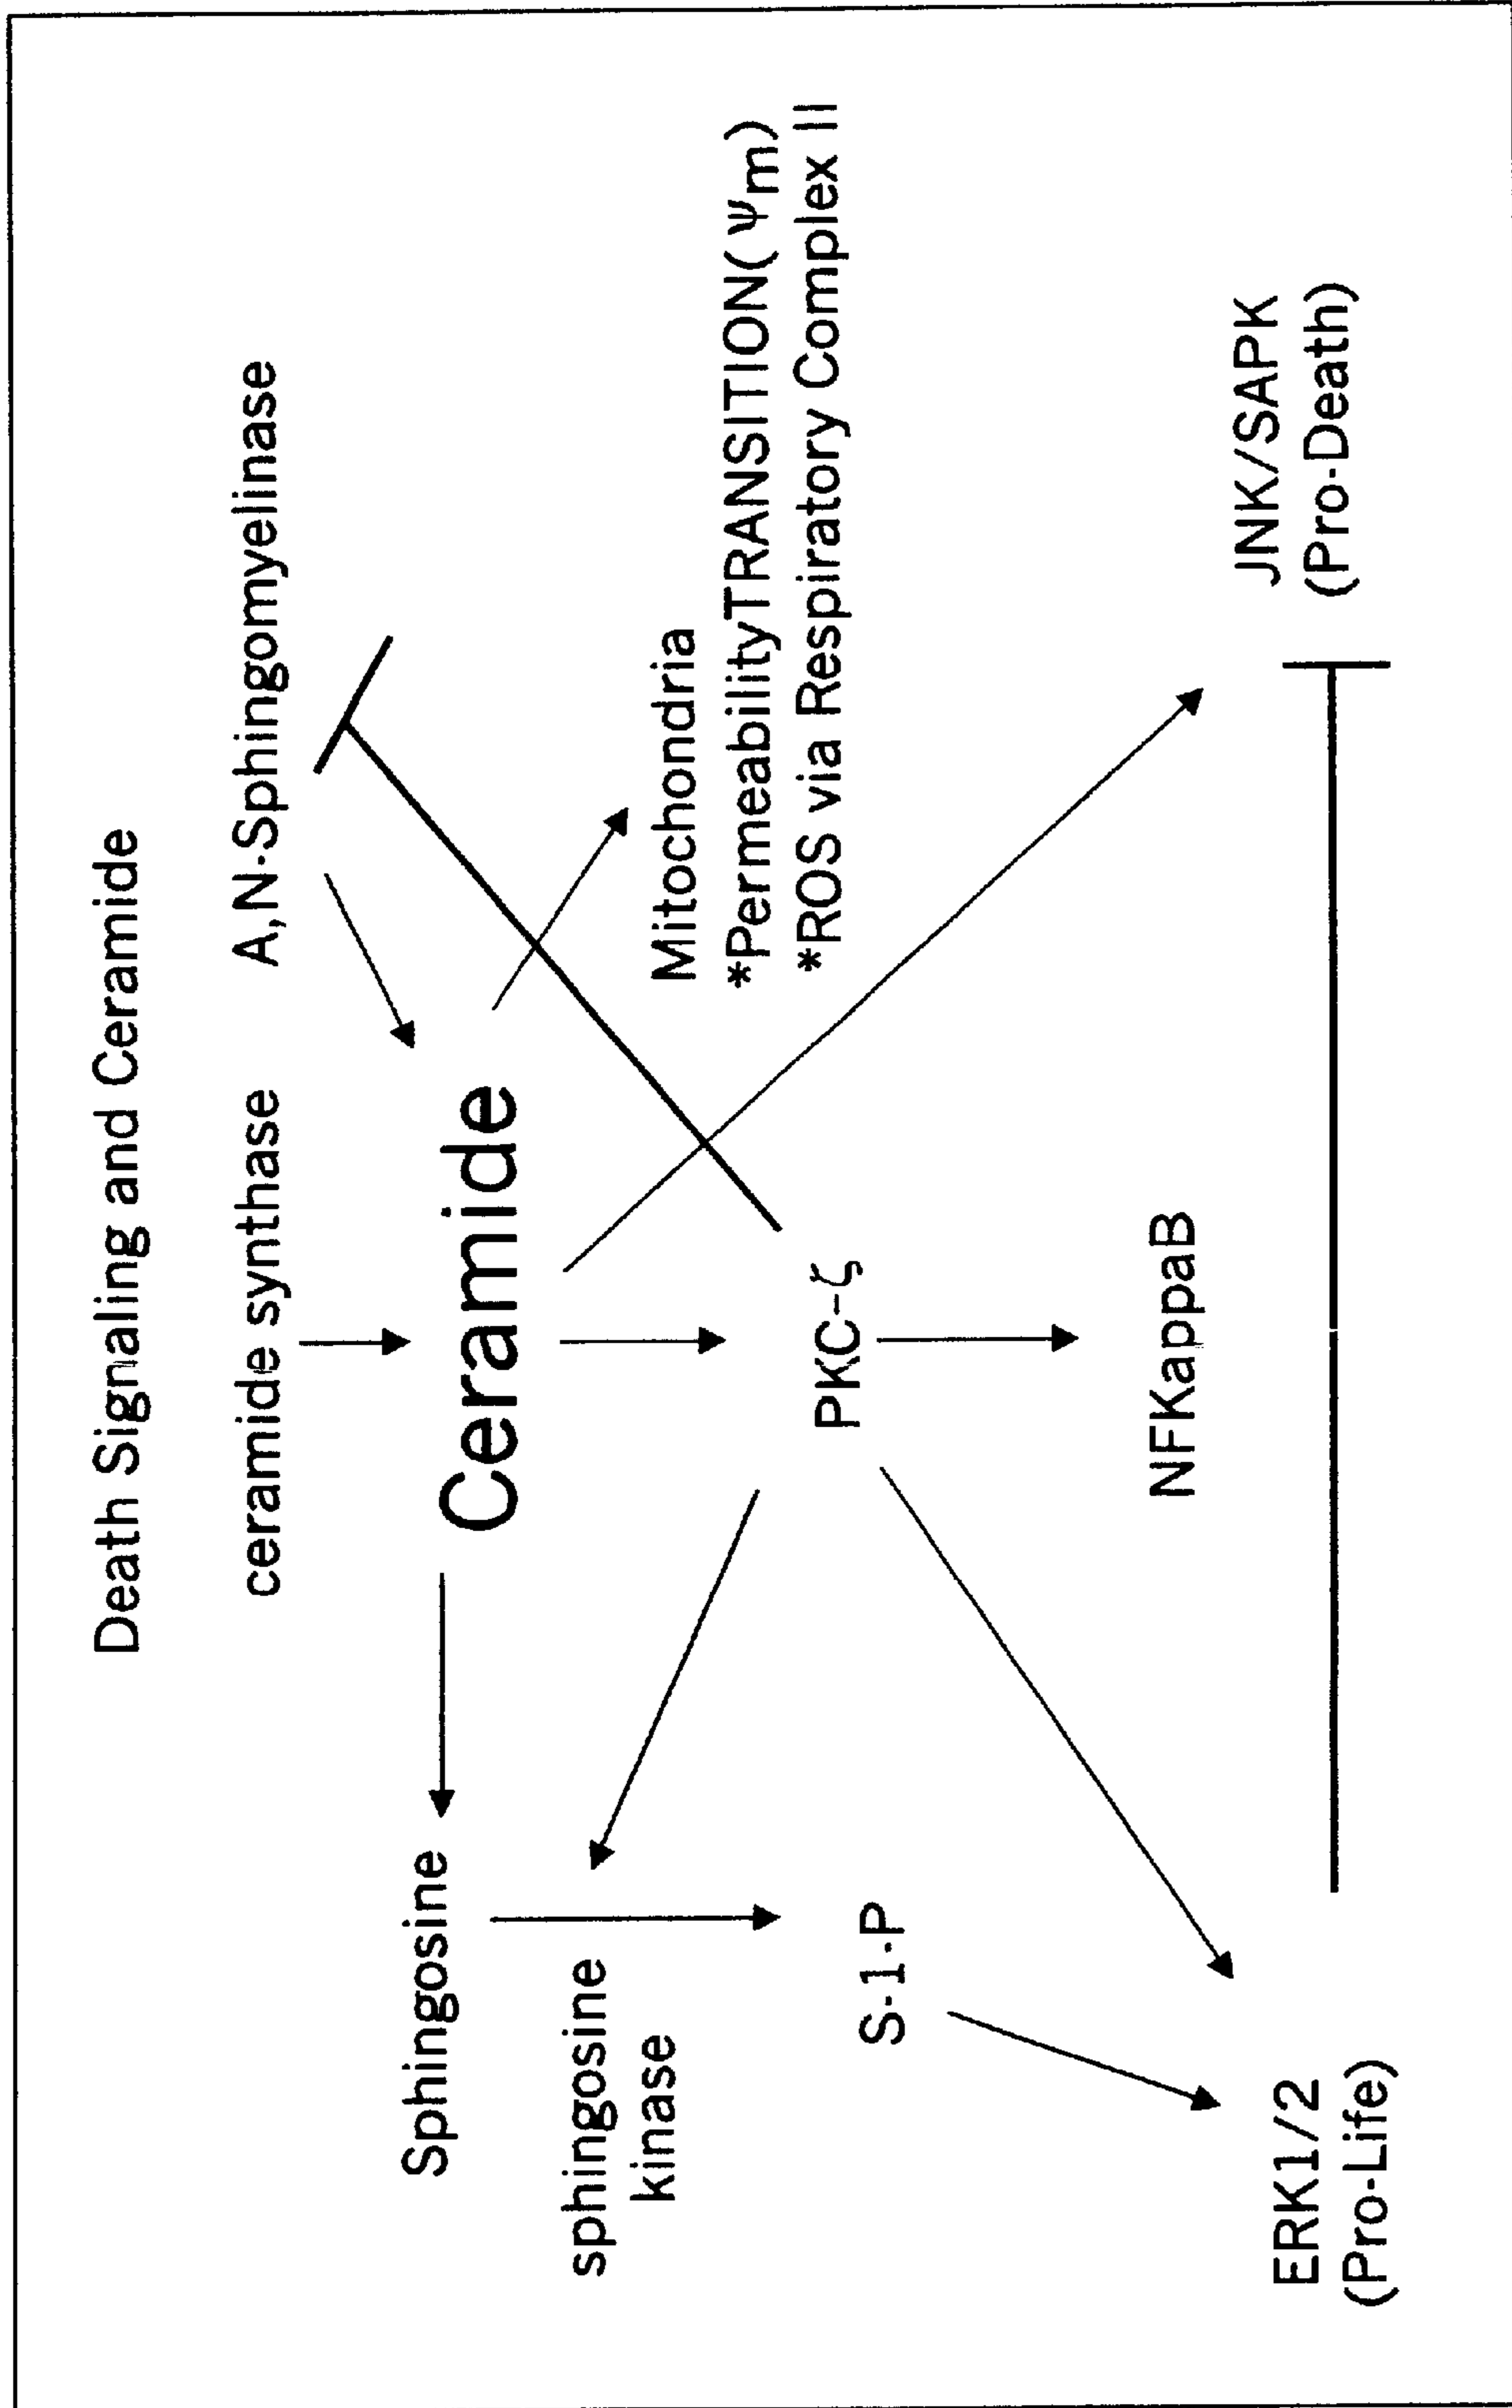 Death Signaling and Ceramide
ceramide synthase
A,N-Sphingomyelinase
Sphingosine
Ceramide
sphingosine
kinase
Mitochondria
*PermeabilityTRANSITION(ψm)
*ROS via Respiratory Complex II
S-1-P
PKC-ζ
NFKappaB
ERK1/2
(Pro-Life)
JNK/SAPK
(Pro-Death)